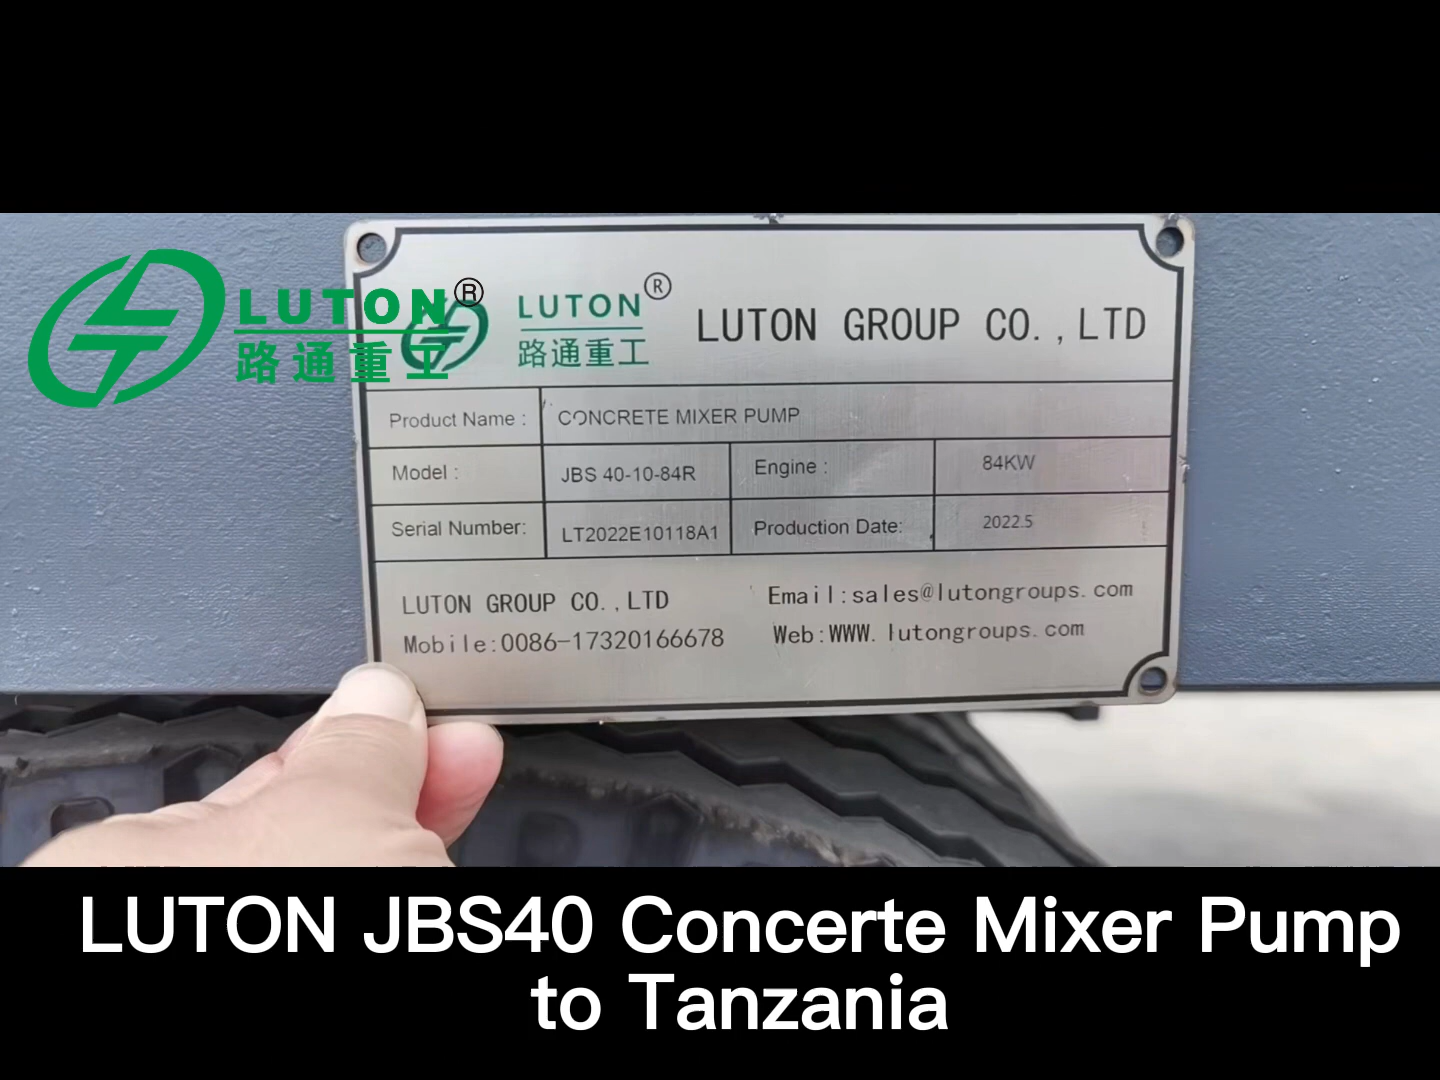 LUTON®
路通重工
LUTON®
路通重工
LUTON GROUP CO.,LTD
Product Name : CONCRETE MIXER PUMP
Model : JBS 40-10-84R Engine : 84KW
Serial Number: LT2022E10118A1 Production Date: 2022.5
LUTON GROUP CO.,LTD Email:sales@lutongroups.com
Mobile:0086-17320166678 Web:WWW.lutongroups.com
LUTON JBS40 Concerte Mixer Pump
to Tanzania